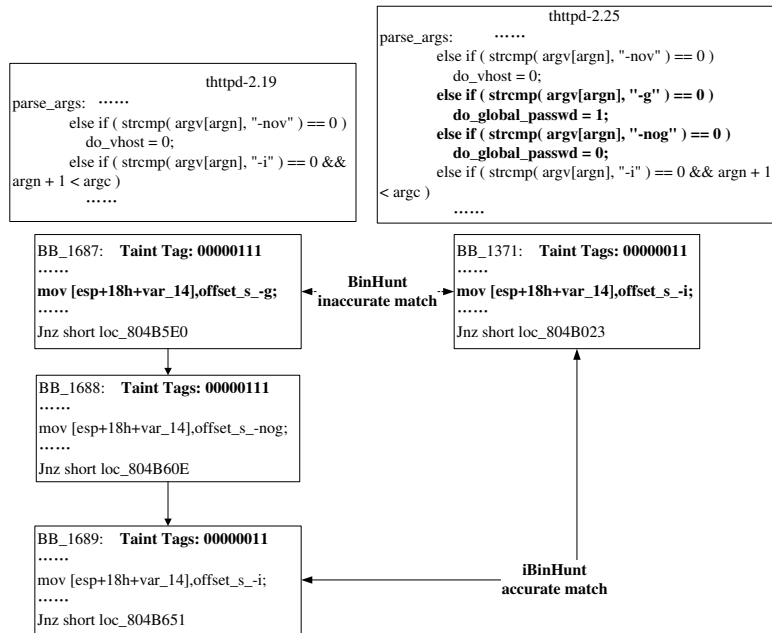 thttpd-2.19
parse_args: ······
else if ( strcmp( argv[argn], "-nov" ) == 0 )
do_vhost = 0;
else if ( strcmp( argv[argn], "-i" ) == 0 &&
argn + 1 < argc )
······
thttpd-2.25
parse_args: ······
else if ( strcmp( argv[argn], "-nov" ) == 0 )
do_vhost = 0;
else if ( strcmp( argv[argn], "-g" ) == 0 )
do_global_passwd = 1;
else if ( strcmp( argv[argn], "-nog" ) == 0 )
do_global_passwd = 0;
else if ( strcmp( argv[argn], "-i" ) == 0 && argn + 1
< argc )
······
BB_1687: Taint Tag: 00000111
······
mov [esp+18h+var_14],offset_s_-g;
······
Jnz short loc_804B5E0
BinHunt
inaccurate match
BB_1371: Taint Tags: 00000011
······
mov [esp+18h+var_14],offset_s_-i;
······
Jnz short loc_804B023
BB_1688: Taint Tags: 00000111
······
mov [esp+18h+var_14],offset_s_-nog;
······
Jnz short loc_804B60E
BB_1689: Taint Tags: 00000011
······
mov [esp+18h+var_14],offset_s_-i;
······
Jnz short loc_804B651
iBinHunt
accurate match